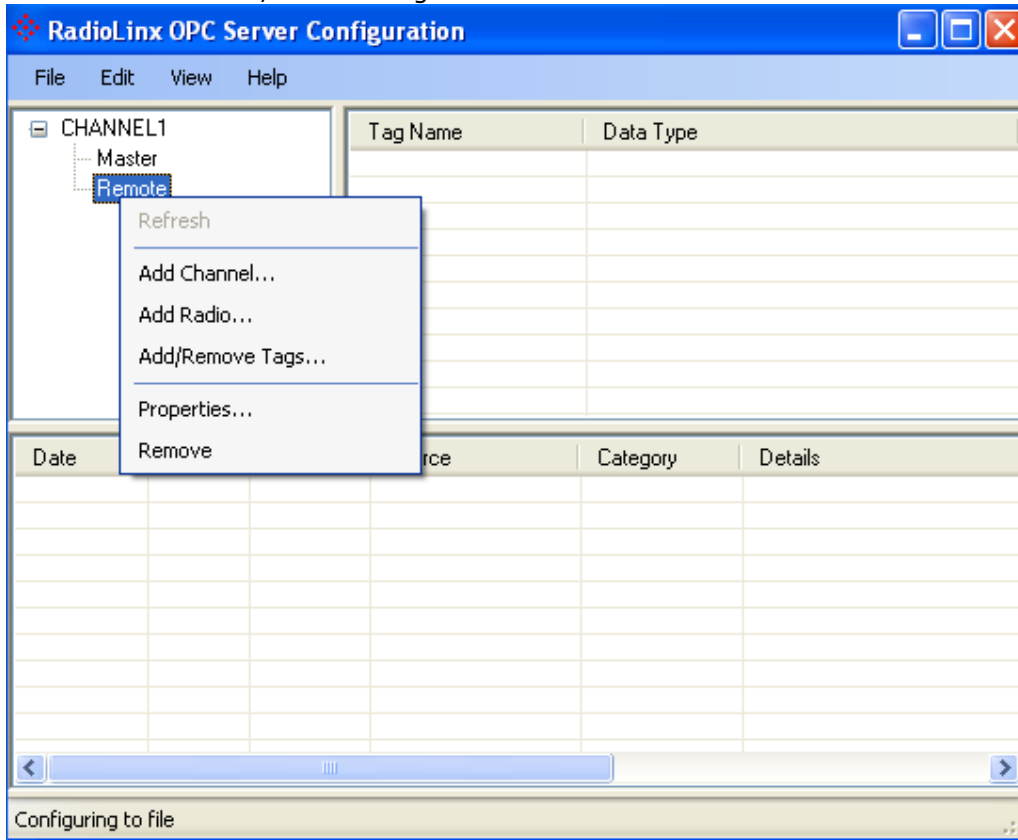 RadioLinx OPC Server Configuration
File Edit View Help
CHANNEL1
Master
Remote
Tag Name Data Type
Refresh
Add Channel...
Add Radio...
Add/Remove Tags...
Properties...
Remove
Date rce Category Details
Configuring to file